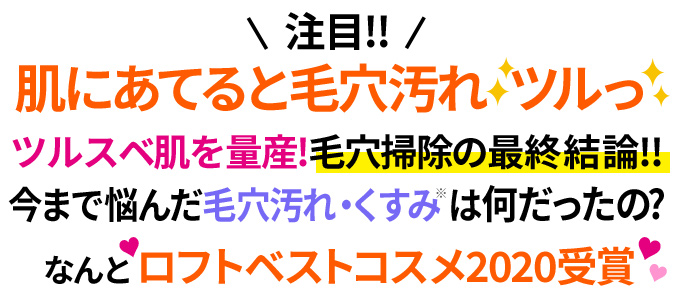 \ 注目!! /
肌にあてると毛穴汚れツルっ
ツルスベ肌を量産!毛穴掃除の最終結論!!
今まで悩んだ毛穴汚れ・くすみ※は何だったの?
なんとロフトベストコスメ2020受賞